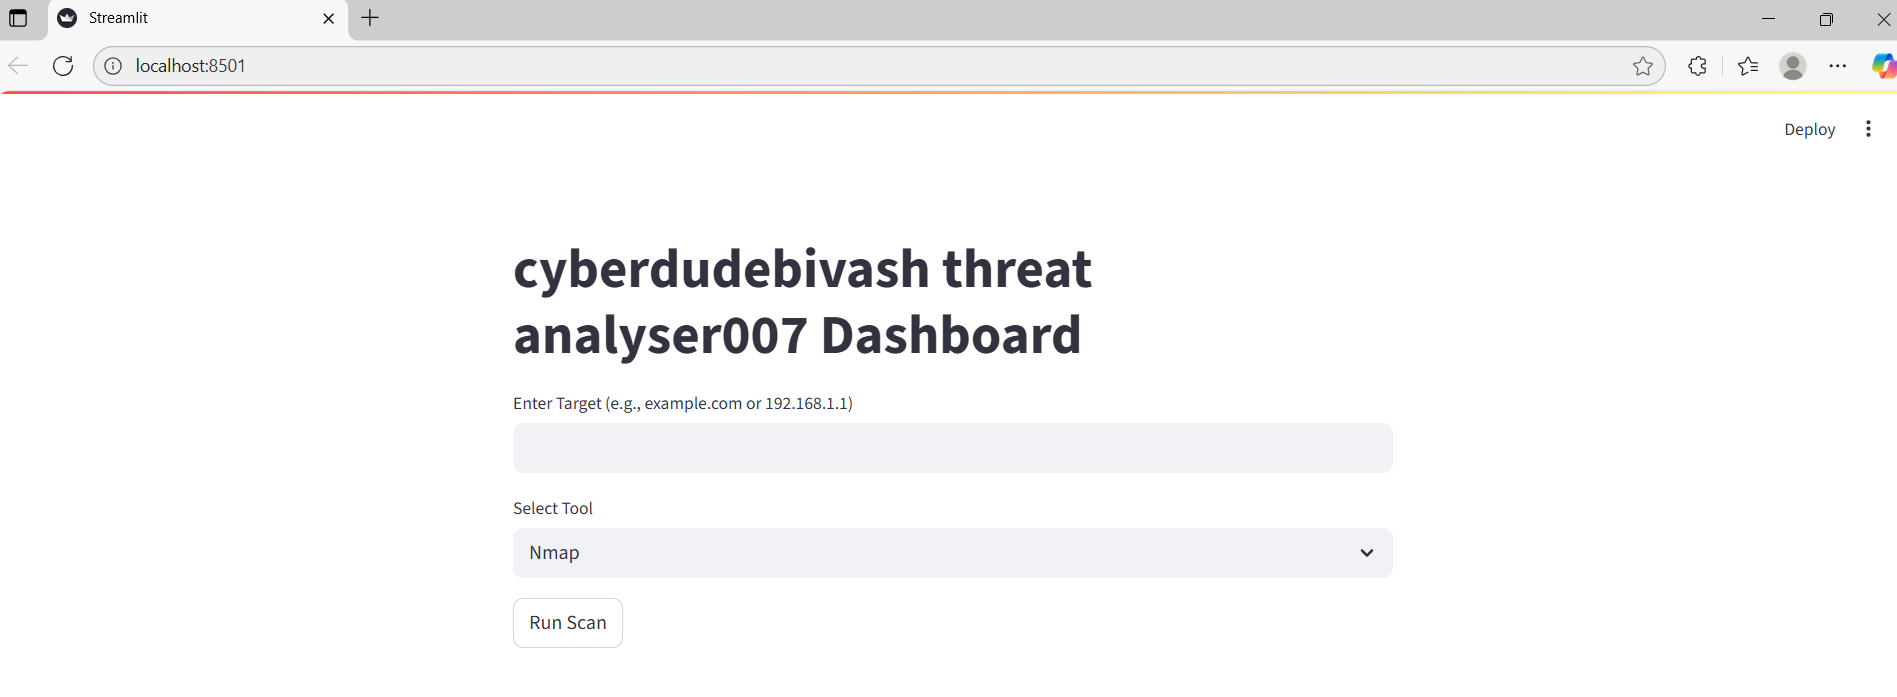 Streamlit
localhost:8501
Deploy
cyberdudebivash threat
analyser007 Dashboard
Enter Target (e.g., example.com or 192.168.1.1)
Select Tool
Nmap
Run Scan